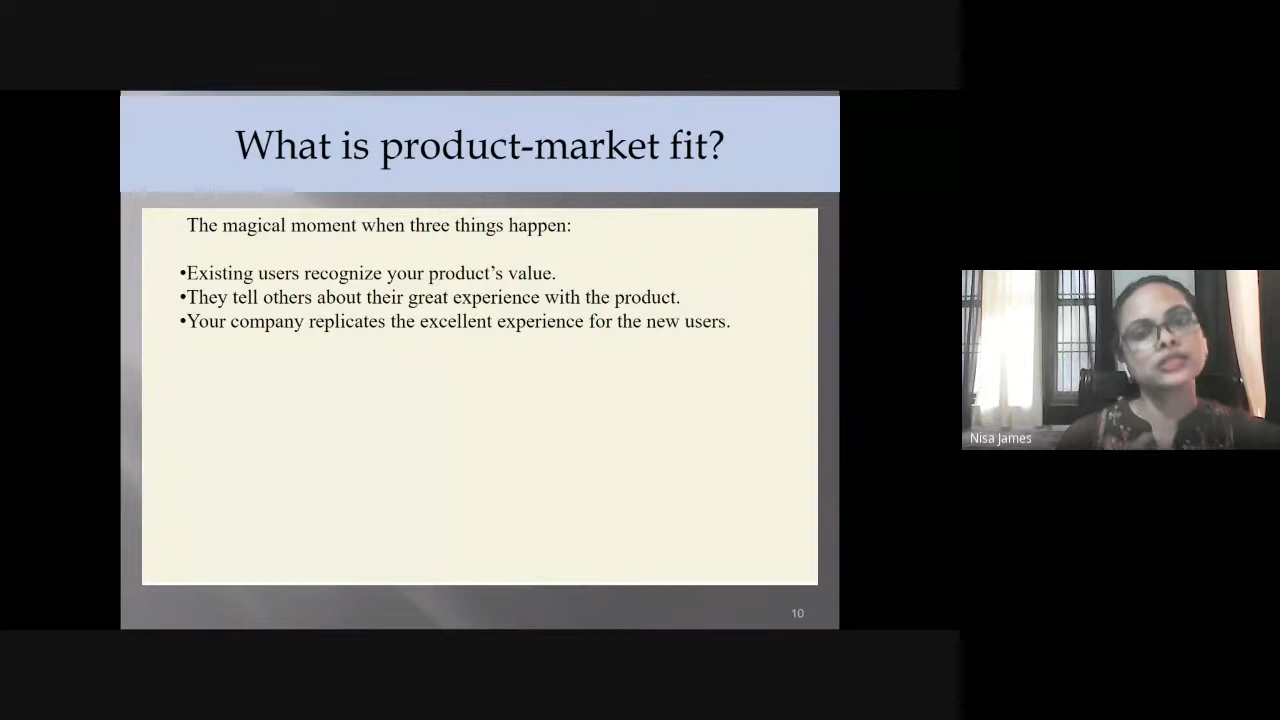 What is product-market fit?
The magical moment when three things happen:
•Existing users recognize your product’s value.
•They tell others about their great experience with the product.
•Your company replicates the excellent experience for the new users.
10
Nisa James